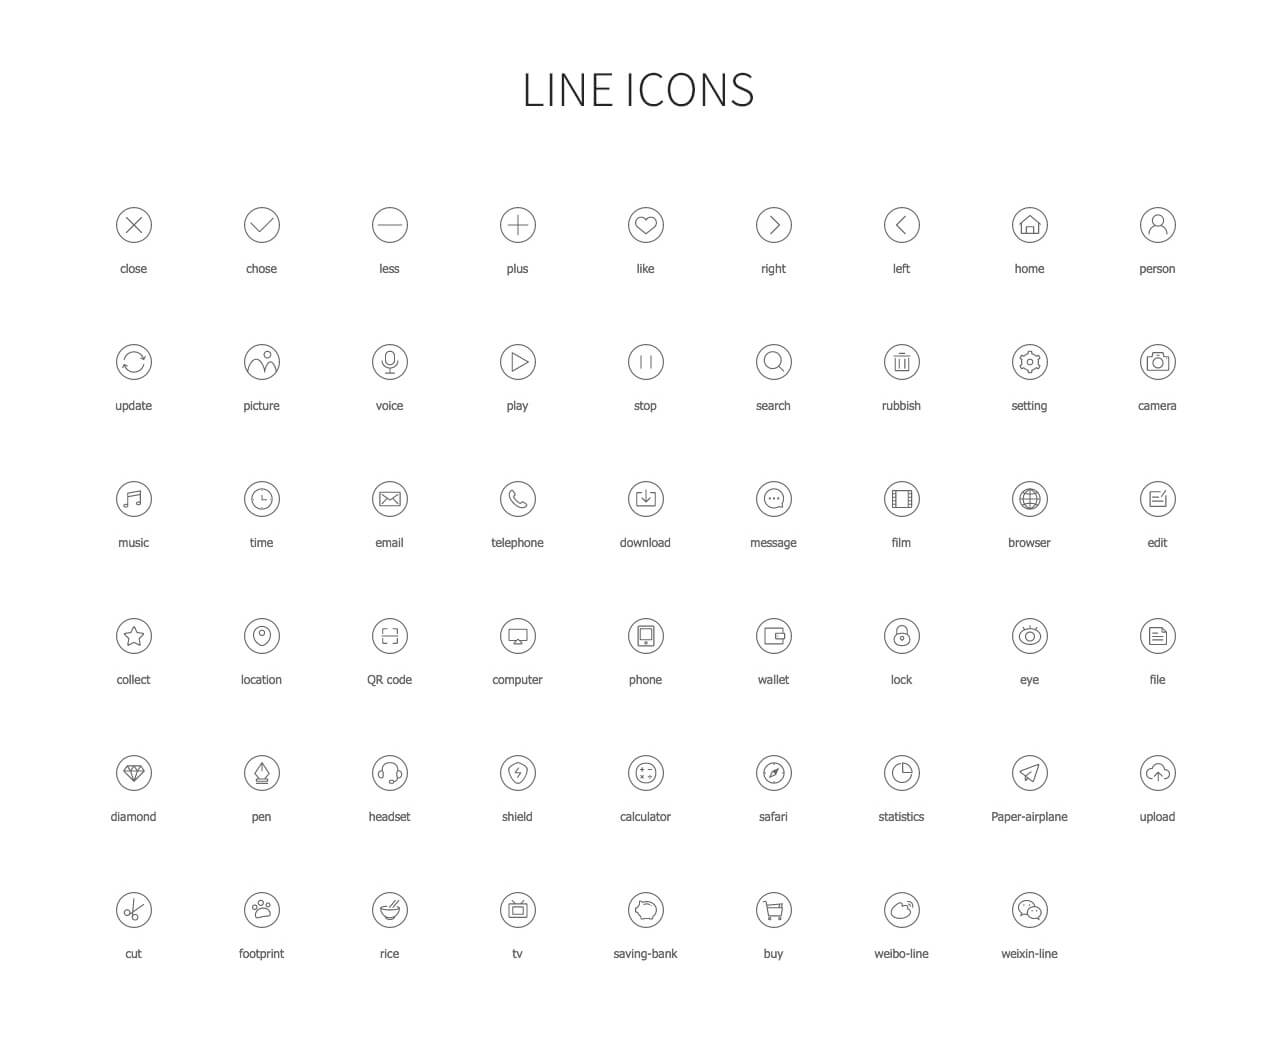 LINE ICONS
close chose less plus like right left home person
update picture voice play stop search rubbish setting camera
music time email telephone download message film browser edit
collect location QR code computer phone wallet lock eye file
diamond pen headset shield calculator safari statistics Paper-airplane upload
cut footprint rice tv saving-bank buy weibo-line weixin-line